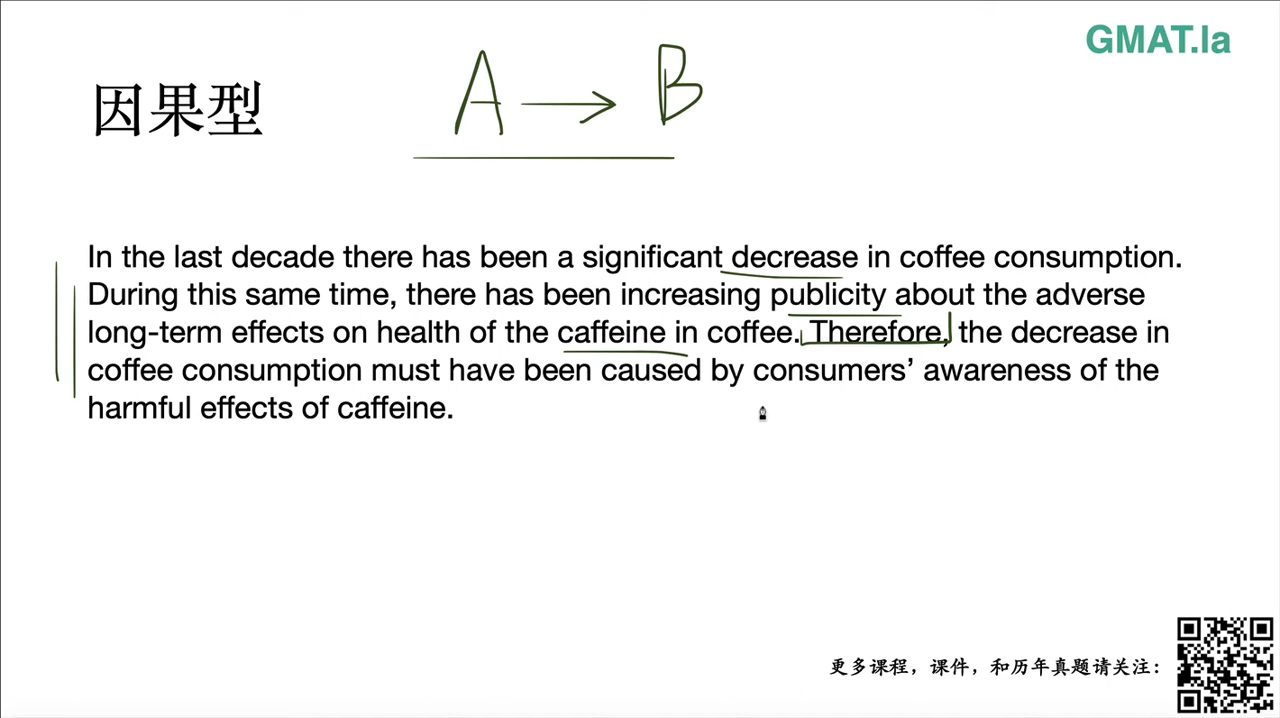 GMAT.la
因果型 A → B
In the last decade there has been a significant decrease in coffee consumption.
During this same time, there has been increasing publicity about the adverse
long-term effects on health of the caffeine in coffee. Therefore, the decrease in
coffee consumption must have been caused by consumers’ awareness of the
harmful effects of caffeine.
更多课程，课件，和历年真题请关注：